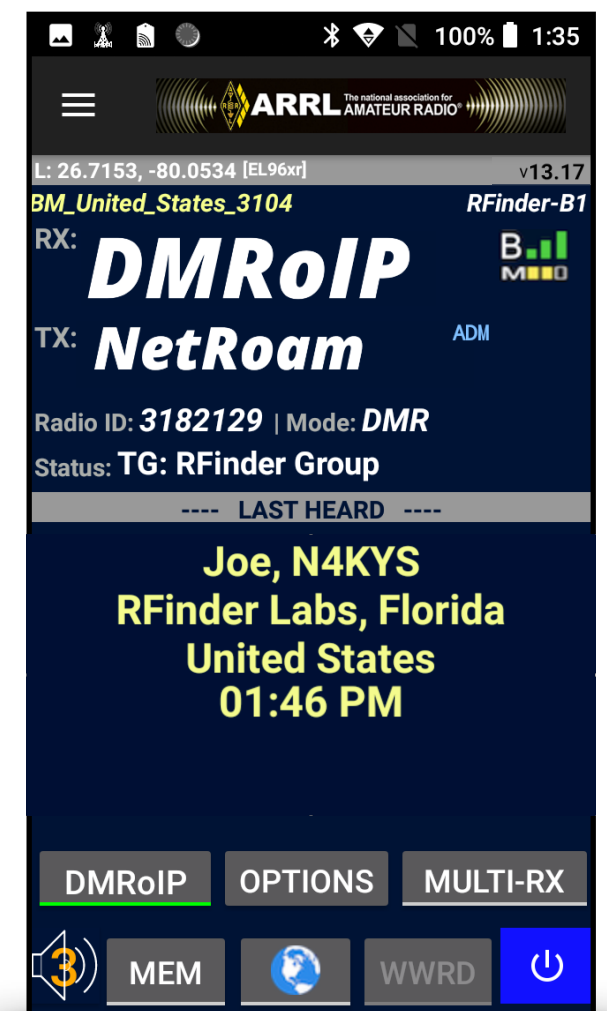 100% 1:35
ARRL The national association for AMATEUR RADIO®
L: 26.7153, -80.0534 [EL96xr] v13.17
BM_United_States_3104 RFinder-B1
RX: DMRoIP B
M
TX: NetRoam ADM
Radio ID: 3182129 | Mode: DMR
Status: TG: RFinder Group
---- LAST HEARD ----
Joe, N4KYS
RFinder Labs, Florida
United States
01:46 PM
DMRoIP OPTIONS MULTI-RX
3 MEM WWRD